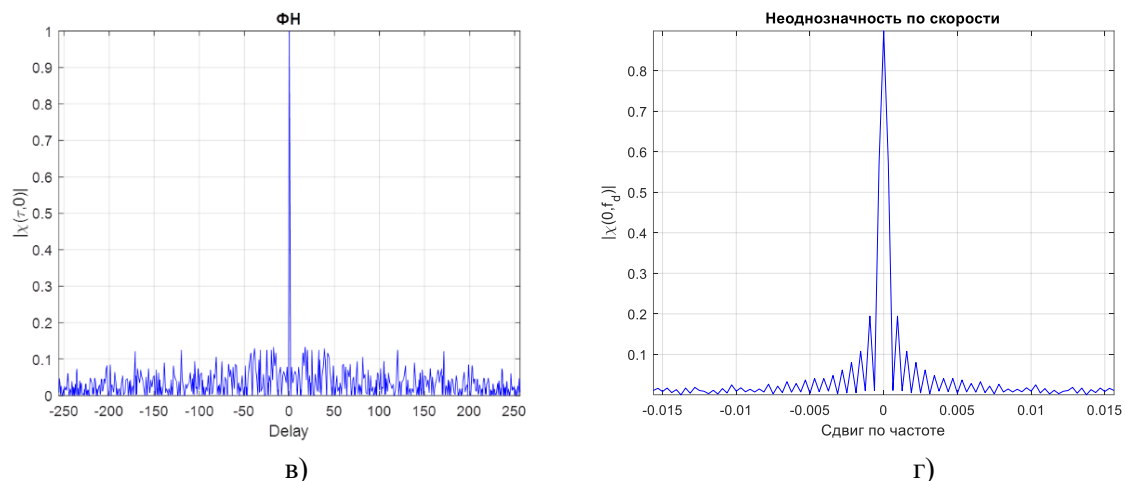 ФН
1
0.9
0.8
0.7
0.6
0.5
0.4
0.3
0.2
0.1
0
|χ(τ,0)|
-250 -200 -150 -100 -50 0 50 100 150 200 250
Delay
в)
Неоднозначность по скорости
0.8
0.7
0.6
0.5
0.4
0.3
0.2
0.1
|χ(0,f_d)|
-0.015 -0.01 -0.005 0 0.005 0.01 0.015
Сдвиг по частоте
г)